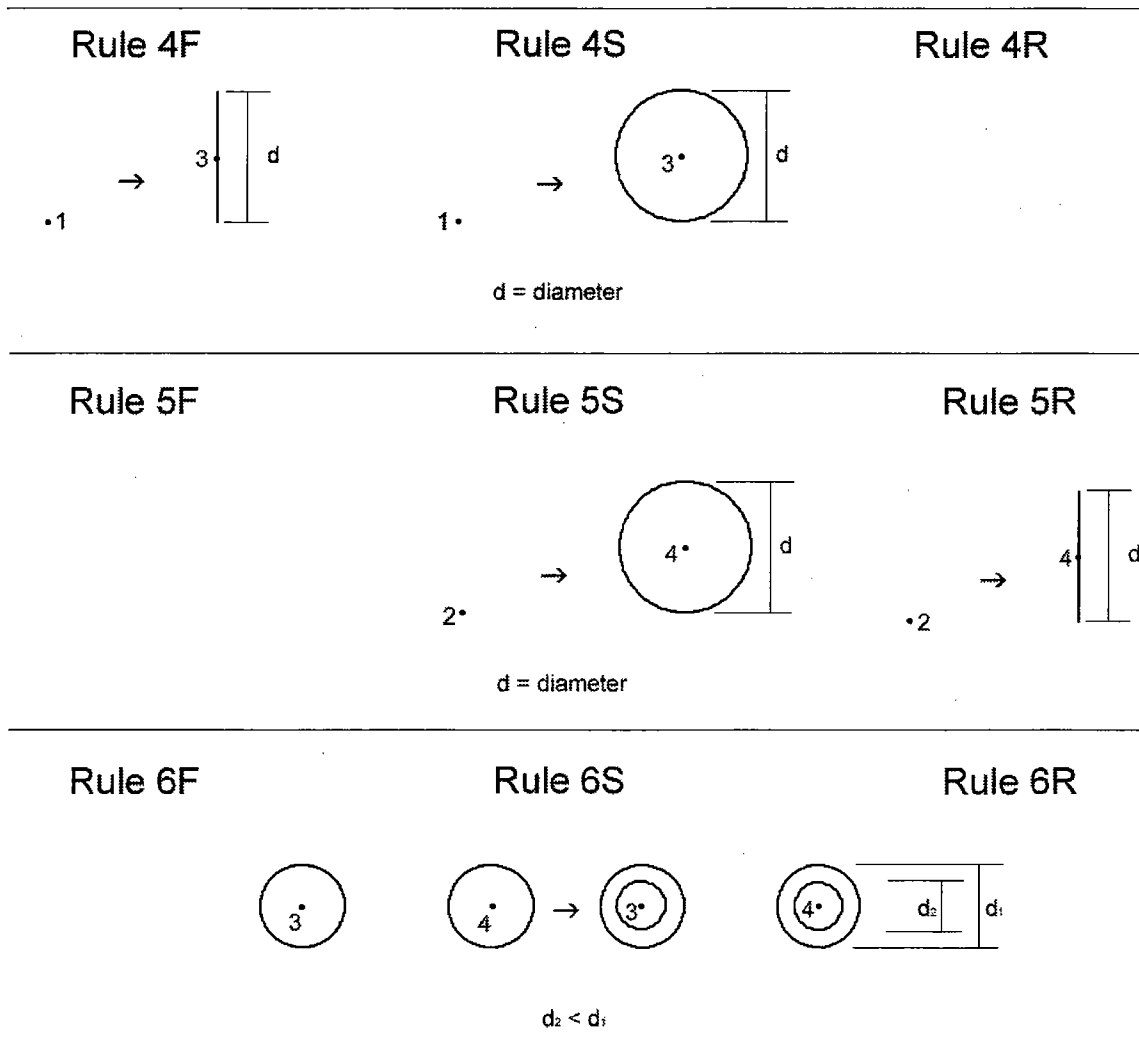 Rule 4F Rule 4S Rule 4R
3 d 3 d
1 → 1 →
d = diameter
Rule 5F Rule 5S Rule 5R
4 d 4 d
2 → 2 →
d = diameter
Rule 6F Rule 6S Rule 6R
3 4 → 3 4 d₂ d₁
d₂ < d₁